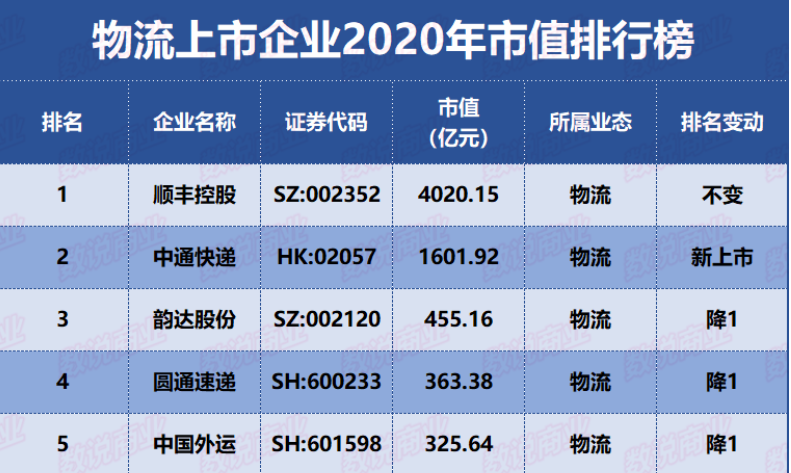 物流上市企业2020年市值排行榜
排名 企业名称 证券代码 市值（亿元） 所属业态 排名变动
1 顺丰控股 SZ:002352 4020.15 物流 不变
2 中通快递 HK:02057 1601.92 物流 新上市
3 韵达股份 SZ:002120 455.16 物流 降1
4 圆通速递 SH:600233 363.38 物流 降1
5 中国外运 SH:601598 325.64 物流 降1